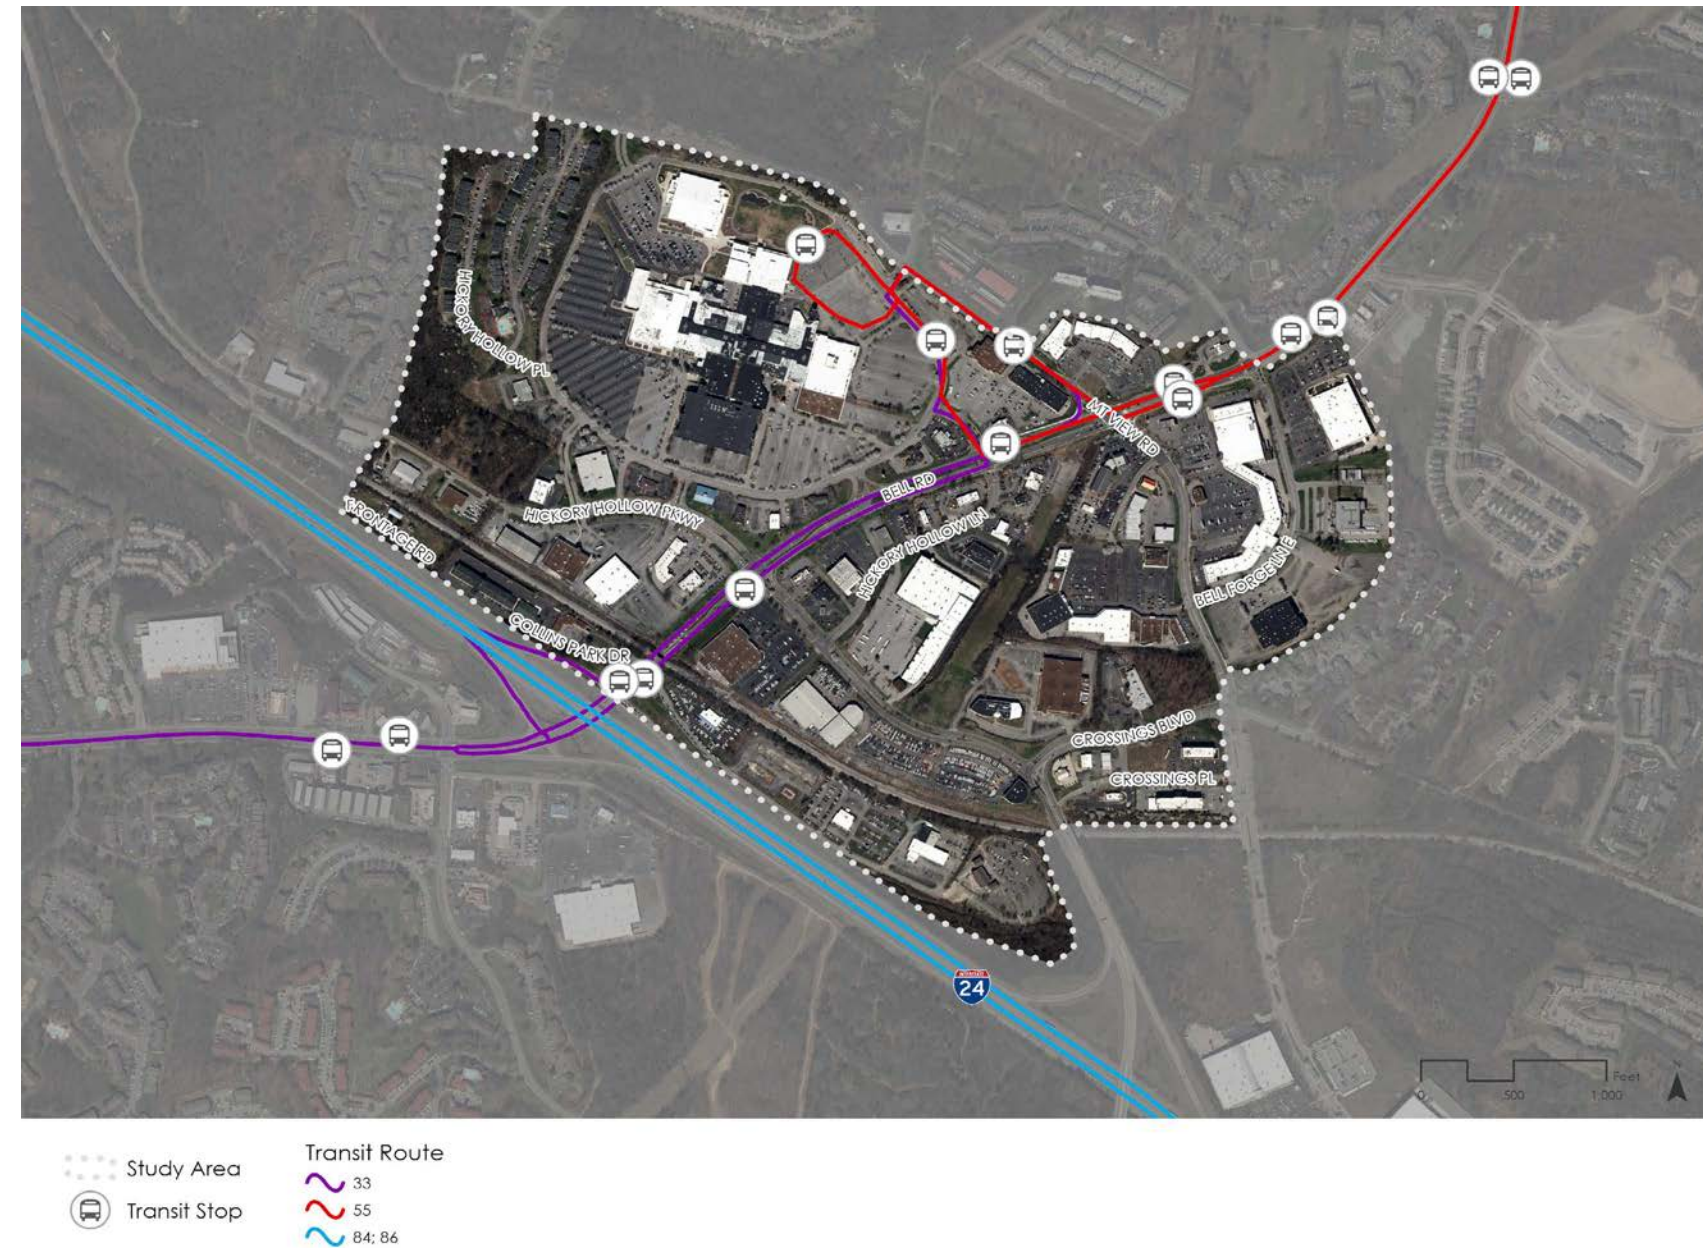 HICKORY HOLLOW PL
MT VIEW RD
BELL RD
HICKORY HOLLOW PKWY
FRONTAGE RD
HICKORY HOLLOW LN
BELL FORGE LN E
COLLINS PARK DR
CROSSINGS BLVD
CROSSINGS PL
INTERSTATE
24
Feet
0 500 1,000
N
Study Area
Transit Stop
Transit Route
33
55
84; 86